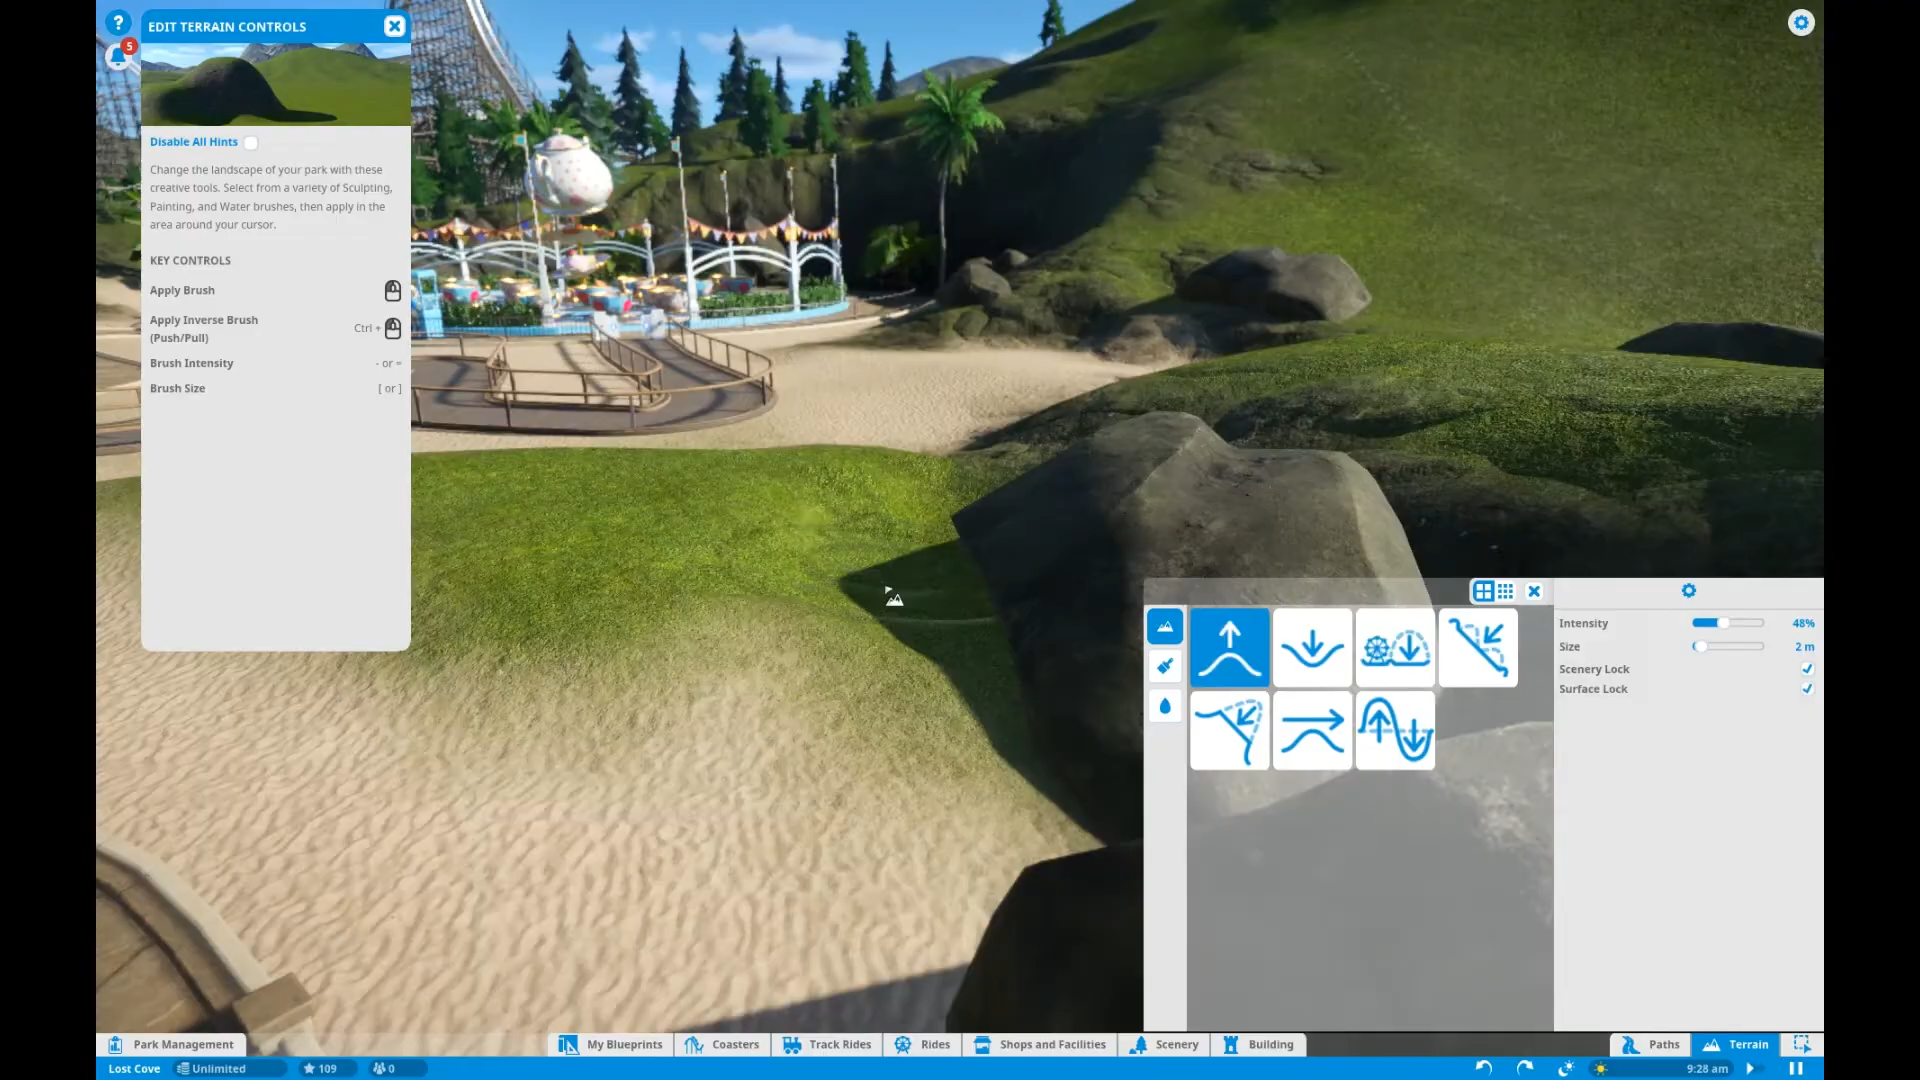 ?
5
EDIT TERRAIN CONTROLS
Disable All Hints
Change the landscape of your park with these
creative tools. Select from a variety of Sculpting,
Painting, and Water brushes, then apply in the
area around your cursor.
KEY CONTROLS
Apply Brush
Apply Inverse Brush
(Push/Pull)
Ctrl +
Brush Intensity
- or =
Brush Size
[ or ]
Intensity
48%
Size
2 m
Scenery Lock
Surface Lock
Park Management
My Blueprints
Coasters
Track Rides
Rides
Shops and Facilities
Scenery
Building
Paths
Terrain
Lost Cove
Unlimited
109
0
9:28 am